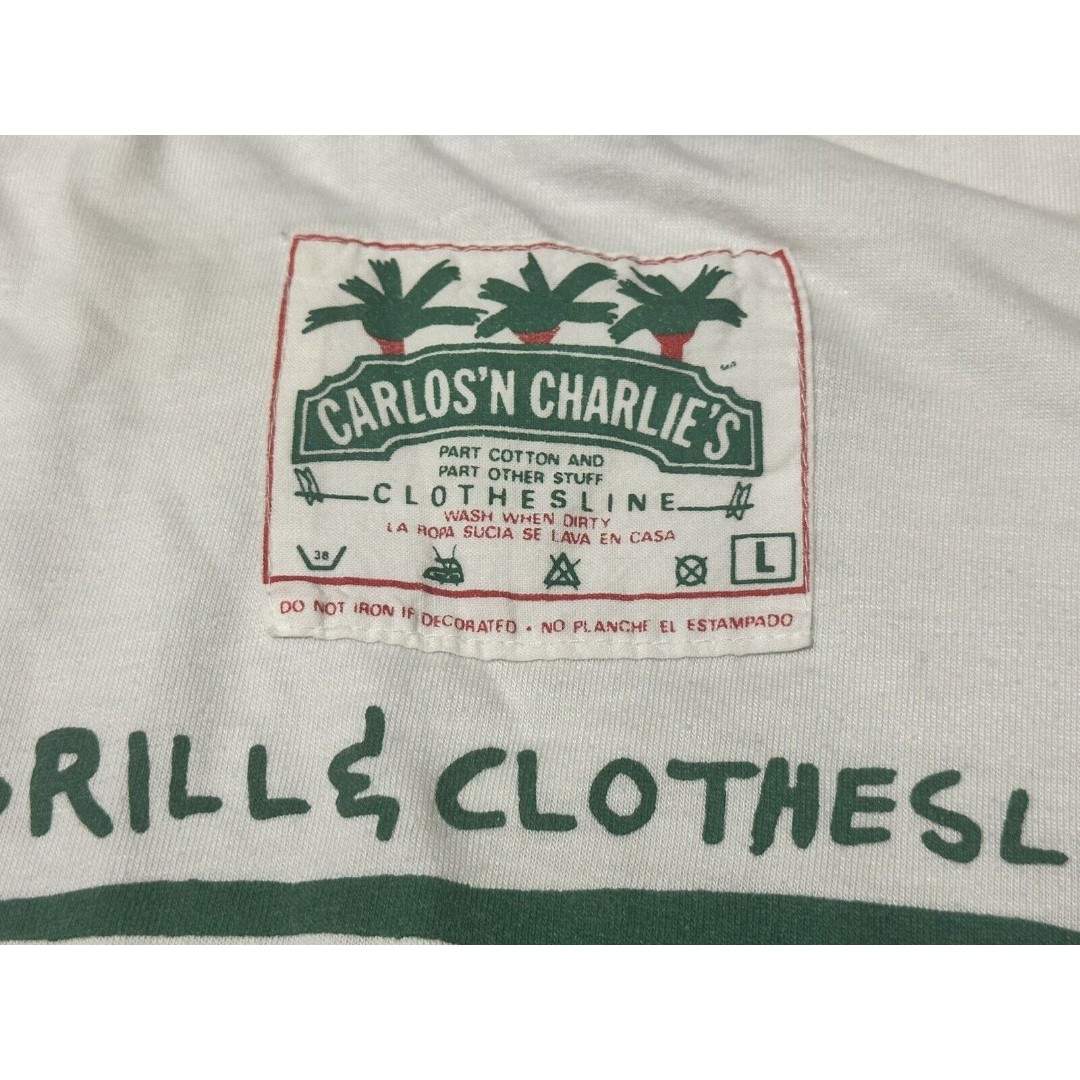 CARLOS'N CHARLIE'S
PART COTTON AND
PART OTHER STUFF
CLOTHESLINE
WASH WHEN DIRTY
LA ROPA SUCIA SE LAVA EN CASA
38
L
DO NOT IRON IF DECORATED · NO PLANCHE EL ESTAMPADO
GRILL & CLOTHESL